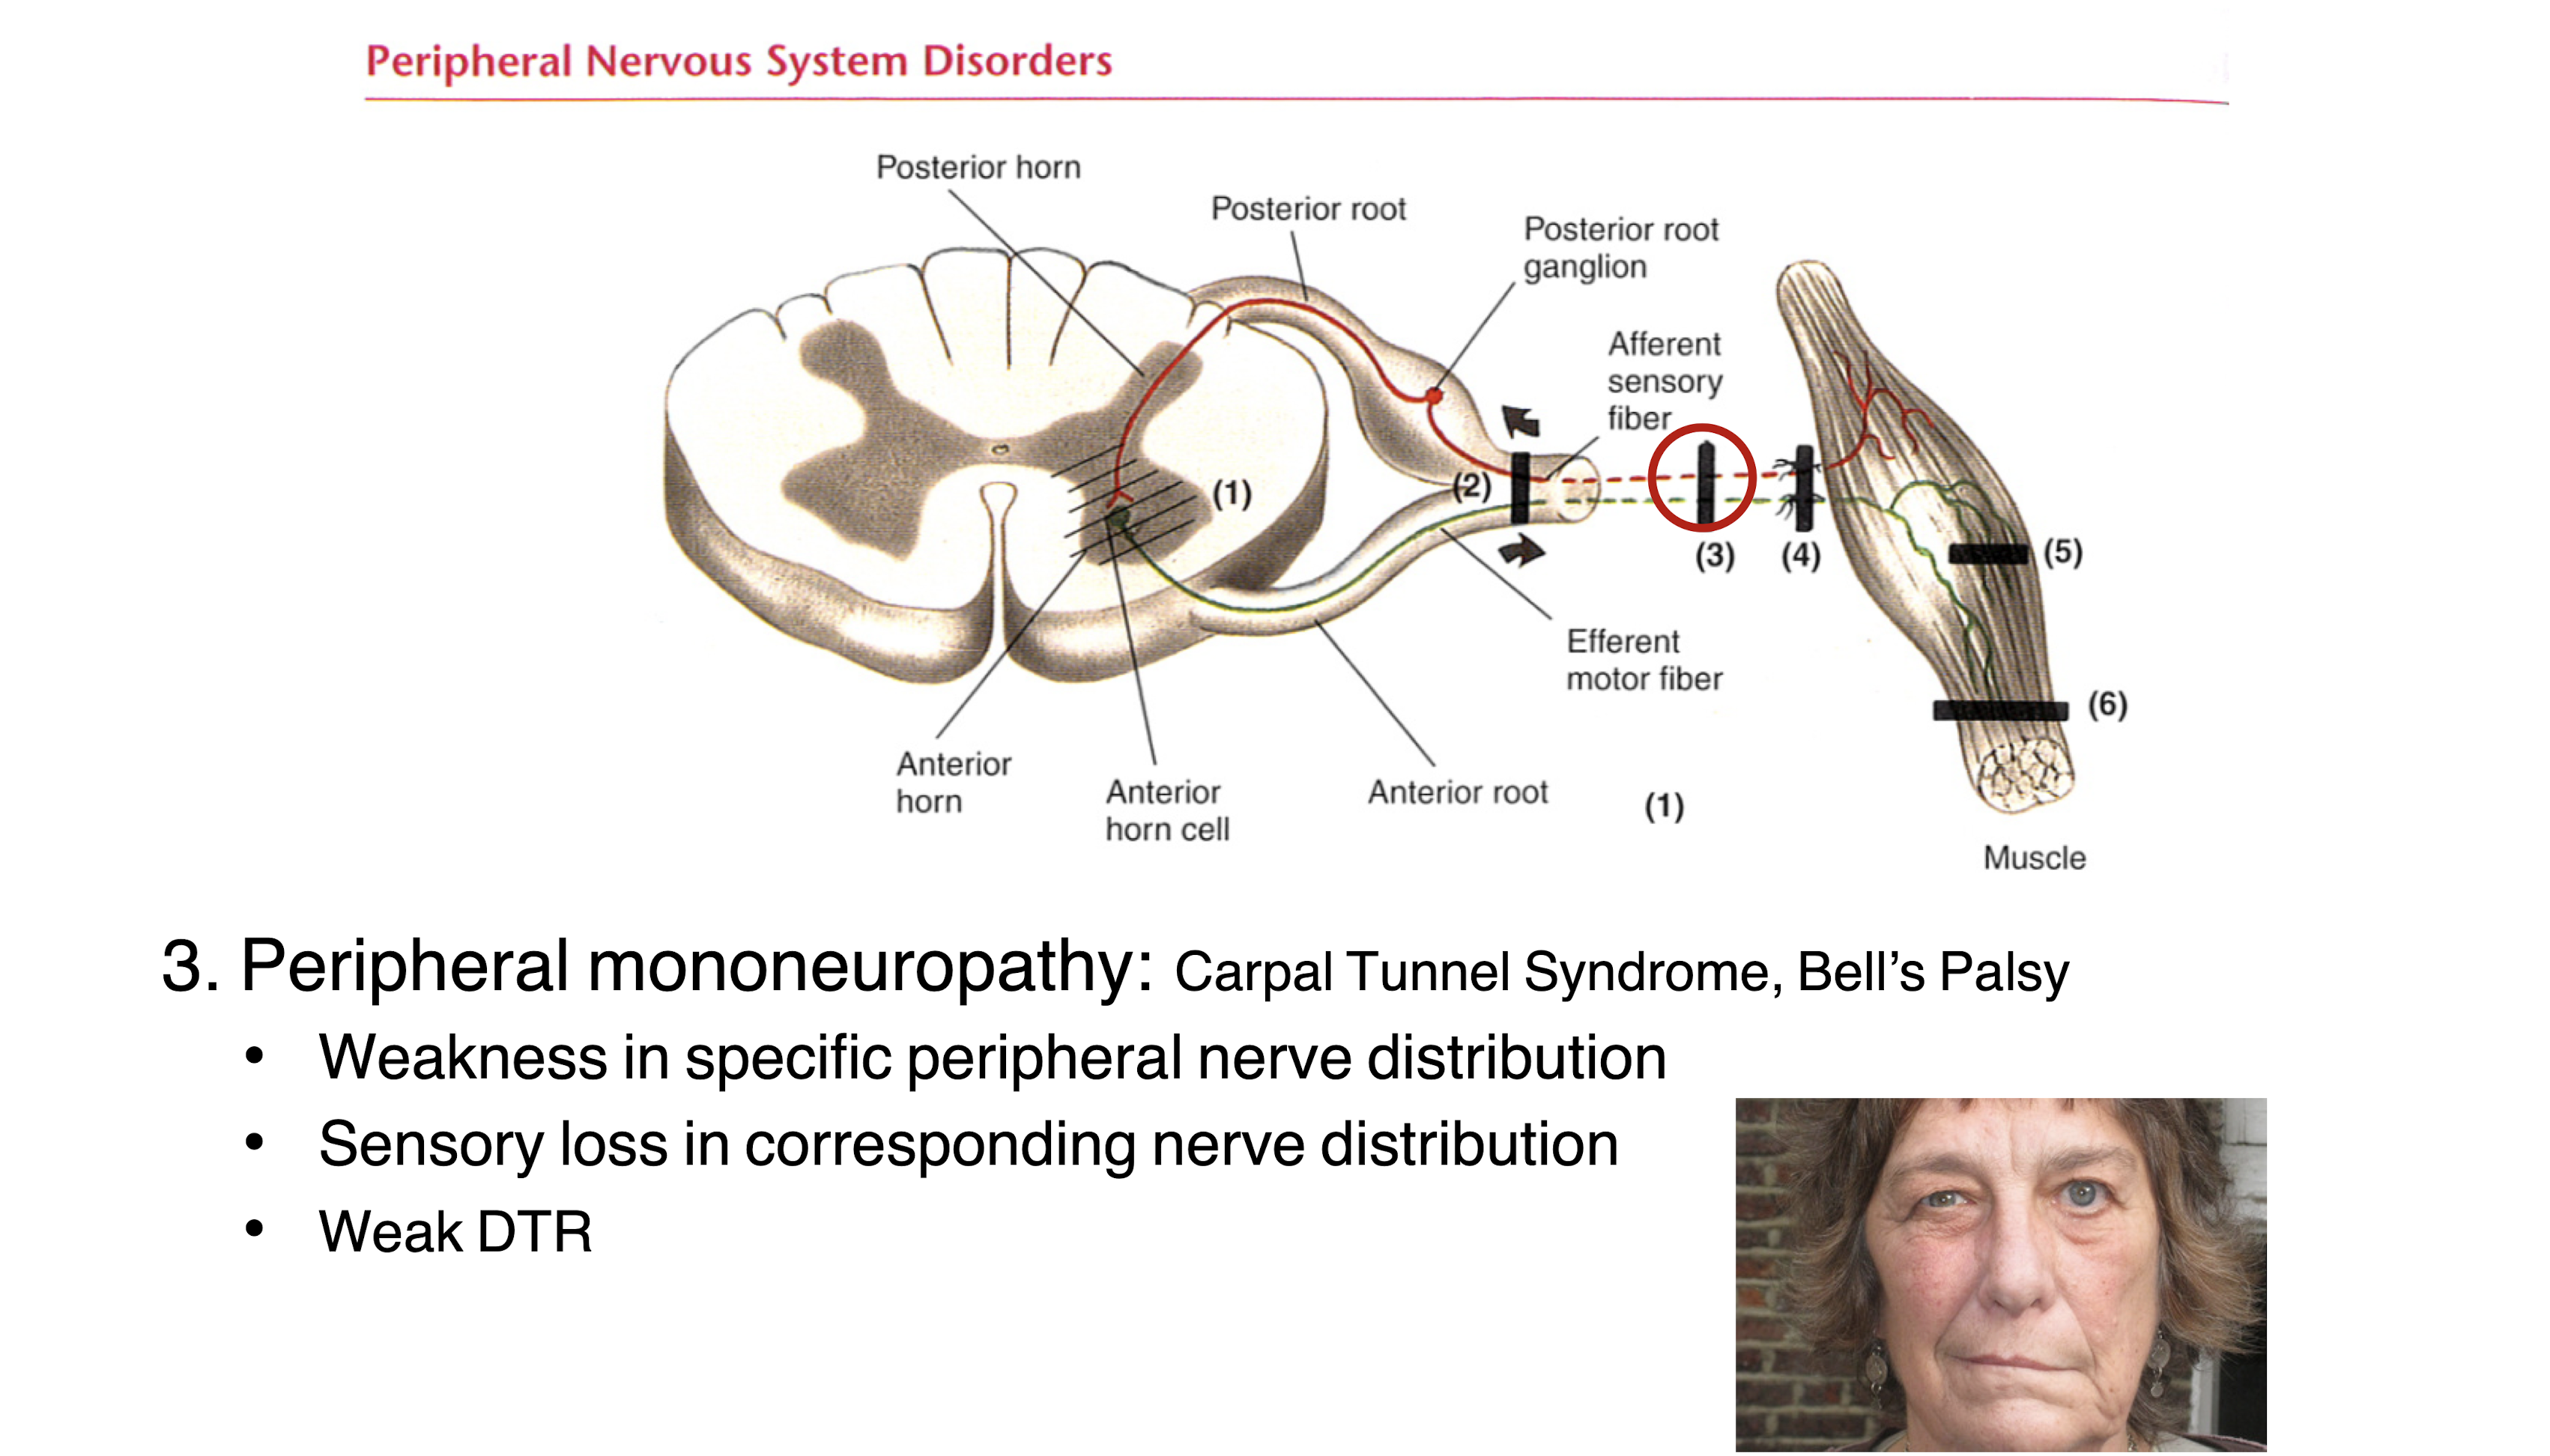 Peripheral Nervous System Disorders
Posterior horn
Posterior root
Posterior root
ganglion
Afferent
sensory
fiber
(1)
(2)
(3)
(4)
(5)
Efferent
motor fiber
(6)
Anterior
horn
Anterior
horn cell
Anterior root
(1)
Muscle
3. Peripheral mononeuropathy: Carpal Tunnel Syndrome, Bell’s Palsy
• Weakness in specific peripheral nerve distribution
• Sensory loss in corresponding nerve distribution
• Weak DTR